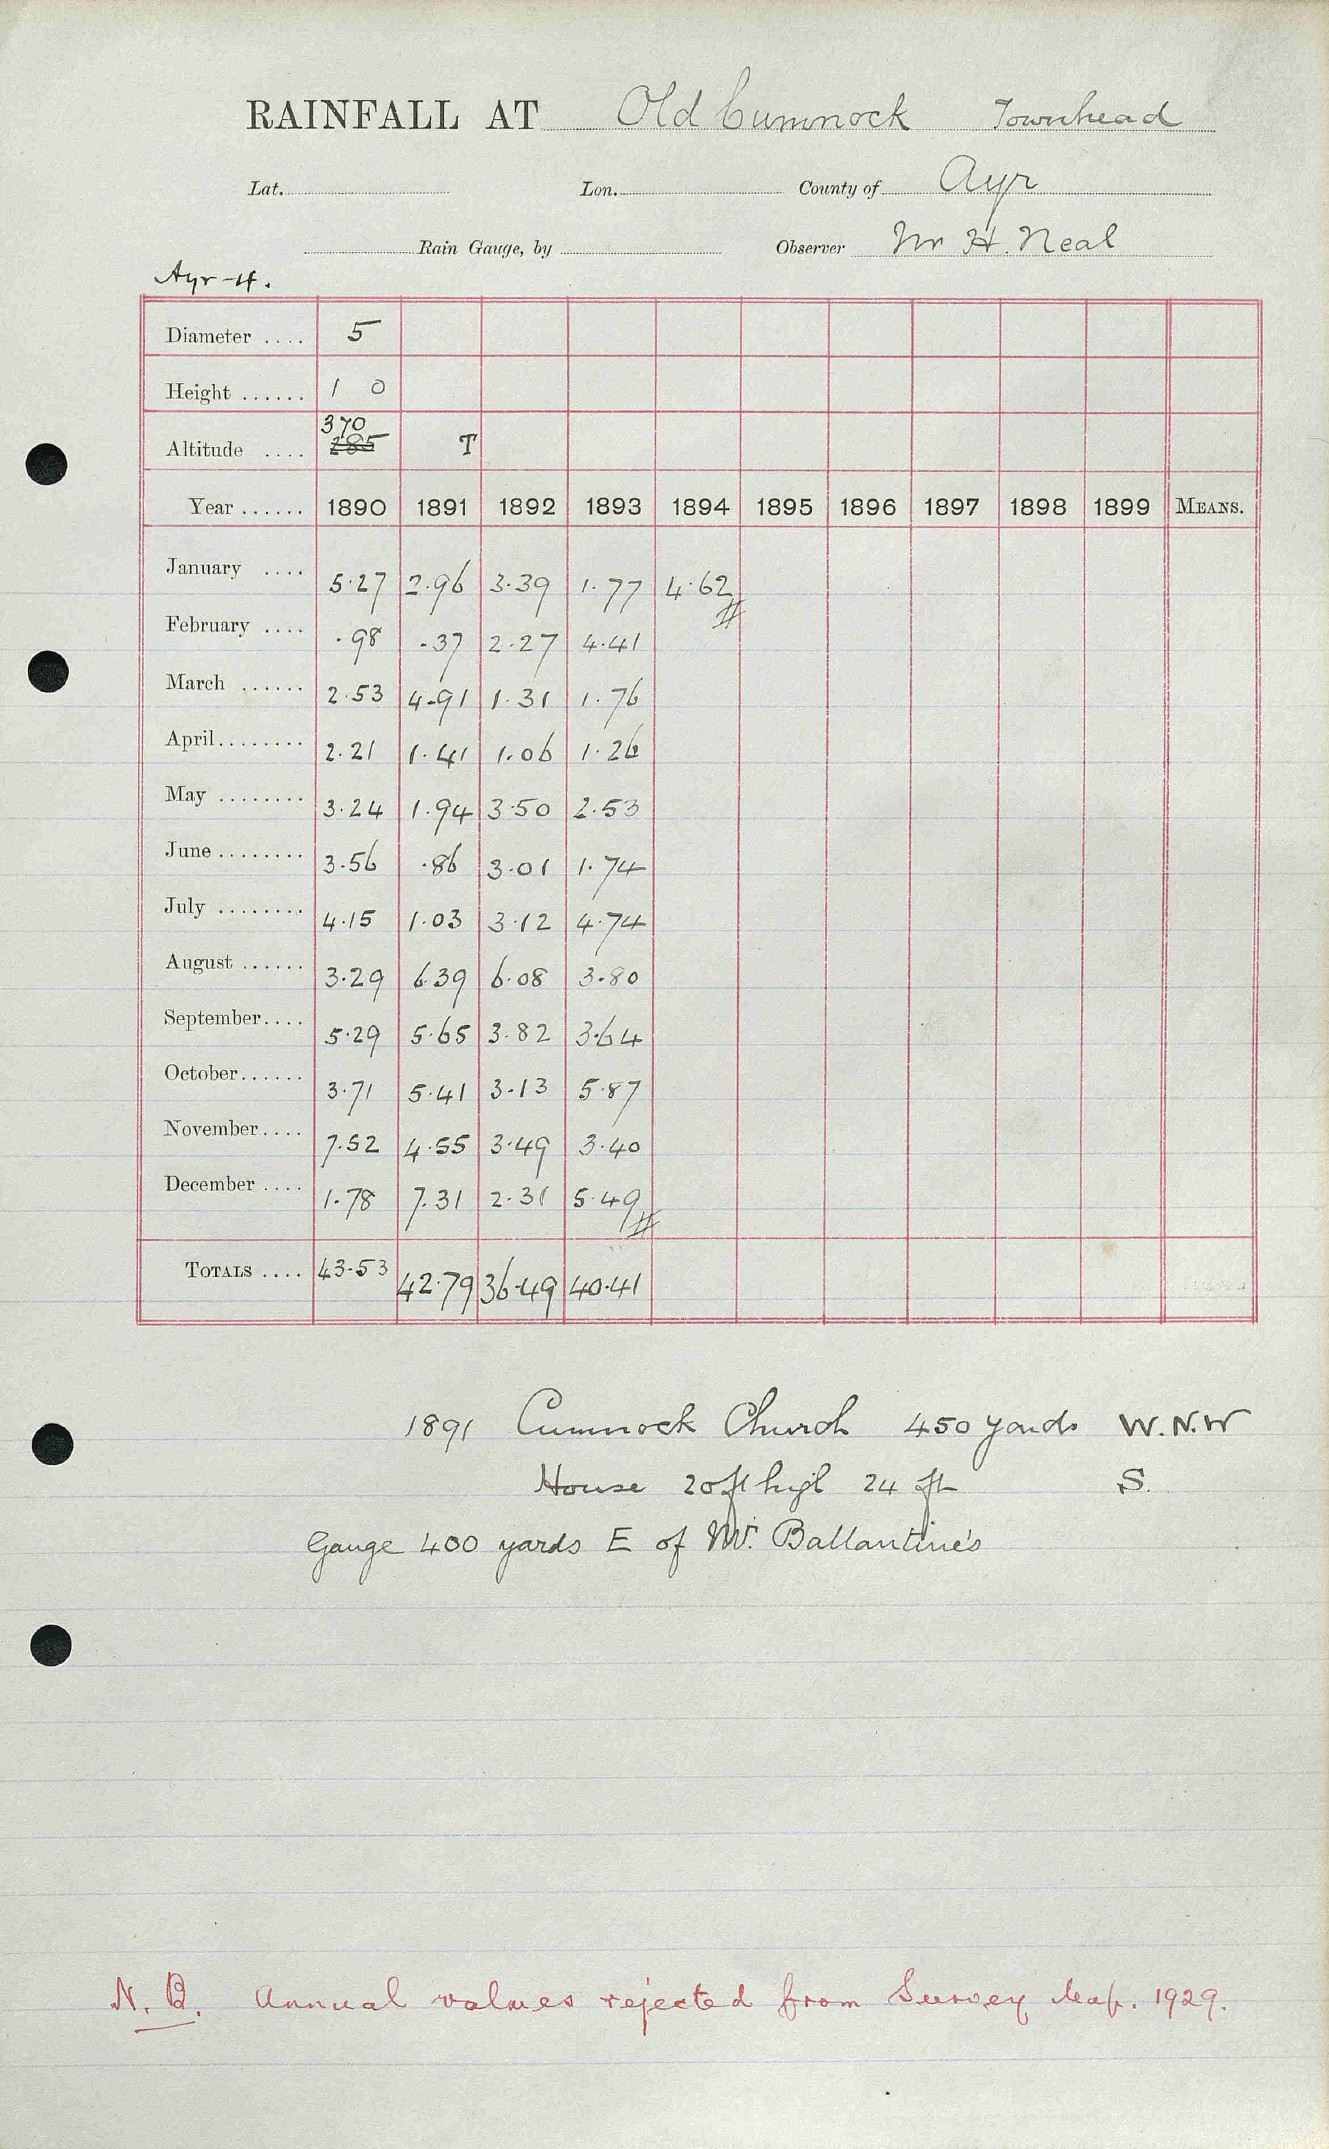 RAINFALL AT Old Cumnock Townhead
Lat. Lon. County of Ayr
Rain Gauge, by Observer Mr H. Neal
Ayr-4.
Diameter .... 5
Height ...... 1 0
370
Altitude .... 285 T
Year ...... 1890 1891 1892 1893 1894 1895 1896 1897 1898 1899 MEANS.
January .... 5.27 2.96 3.39 1.77 4.62
February .... .98 .37 2.27 4.41
March ...... 2.53 4.91 1.31 1.76
April ........ 2.21 1.41 1.06 1.26
May ........ 3.24 1.94 3.50 2.53
June ........ 3.56 .86 3.01 1.74
July ........ 4.15 1.03 3.12 4.74
August ...... 3.29 6.39 6.08 3.80
September .... 5.29 5.65 3.82 3.64
October ...... 3.71 5.41 3.13 5.87
November .... 7.52 4.55 3.49 3.40
December .... 1.78 7.31 2.31 5.49
TOTALS .... 43.53 42.79 36.49 40.41
1891 Cumnock Church 450 yards W.N.W
House 20ft high 24 ft S.
Gauge 400 yards E of Mr. Ballantine's
N.B. Annual values rejected from Survey Map. 1929.